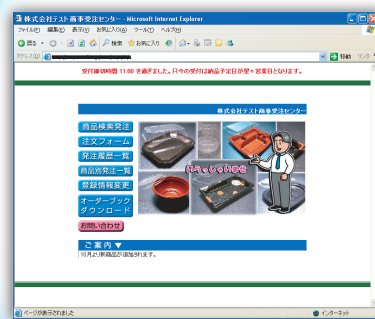 株式会社テスト商事受注センター - Microsoft Internet Explorer
ファイル(F) 編集(E) 表示(V) お気に入り(A) ツール(T) ヘルプ(H)
戻る 検索 お気に入り
アドレス(D) 移動 リンク
受付締切時間 11:00 を過ぎました。只今の受付は納品予定日が翌々営業日となります。
株式会社テスト商事受注センター
商品検索発注
注文フォーム
発注履歴一覧
商品別発注一覧
登録情報変更
オーダーブック
ダウンロード
お問い合わせ
いらっしゃいませ
ご案内▼
10月より新商品が追加されます。
ページが表示されました
インターネット